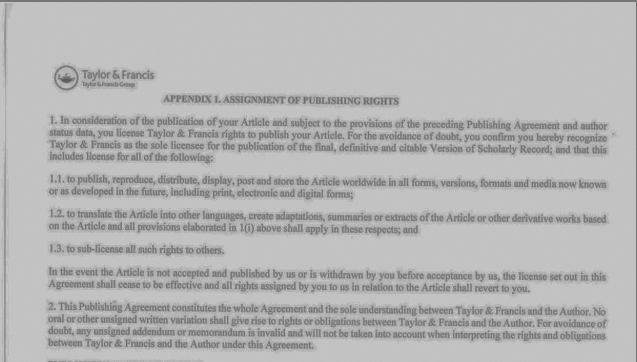 Taylor & Francis
Taylor & Francis Group
APPENDIX 1. ASSIGNMENT OF PUBLISHING RIGHTS
1. In consideration of the publication of your Article and subject to the provisions of the preceding Publishing Agreement and author
status data, you license Taylor & Francis rights to publish your Article. For the avoidance of doubt, you confirm you hereby recognize
Taylor & Francis as the sole licensee for the publication of the final, definitive and citable Version of Scholarly Record; and that this
includes license for all of the following:
1.1. to publish, reproduce, distribute, display, post and store the Article worldwide in all forms, versions, formats and media now known
or as developed in the future, including print, electronic and digital forms;
1.2. to translate the Article into other languages, create adaptations, summaries or extracts of the Article or other derivative works based
on the Article and all provisions elaborated in 1(i) above shall apply in these respects; and
1.3. to sub-license all such rights to others.
In the event the Article is not accepted and published by us or is withdrawn by you before acceptance by us, the license set out in this
Agreement shall cease to be effective and all rights assigned by you to us in relation to the Article shall revert to you.
2. This Publishing Agreement constitutes the whole Agreement and the sole understanding between Taylor & Francis and the Author. No
oral or other unsigned written variation shall give rise to rights or obligations between Taylor & Francis and the Author. For avoidance of
doubt, any unsigned addendum or memorandum is invalid and will not be taken into account when interpreting the rights and obligations
between Taylor & Francis and the Author under this Agreement.